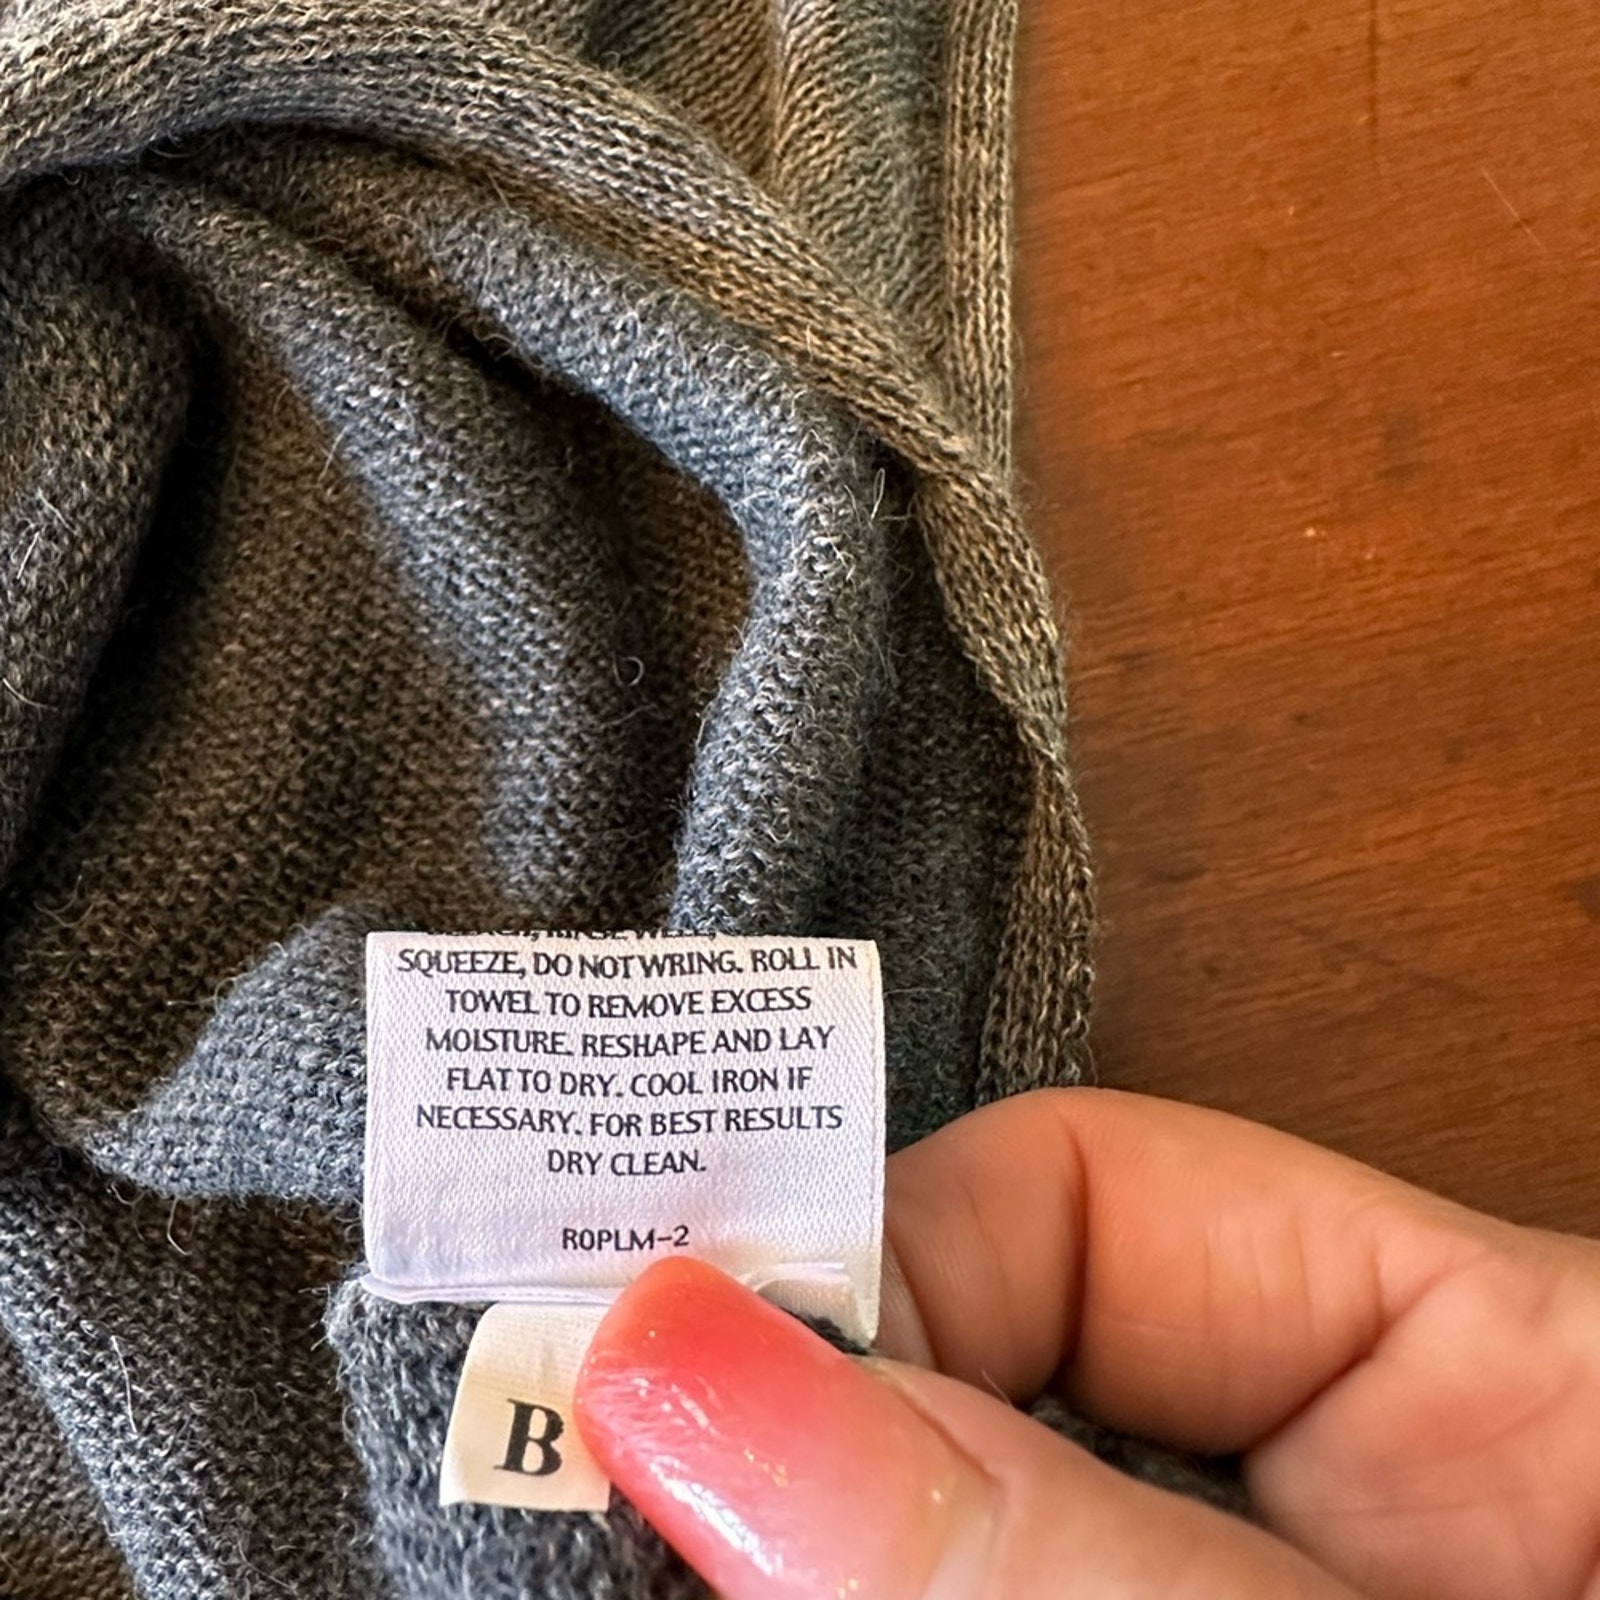 SQUEEZE, DO NOT WRING. ROLL IN
TOWEL TO REMOVE EXCESS
MOISTURE. RESHAPE AND LAY
FLAT TO DRY. COOL IRON IF
NECESSARY. FOR BEST RESULTS
DRY CLEAN.
ROPLM-2
B